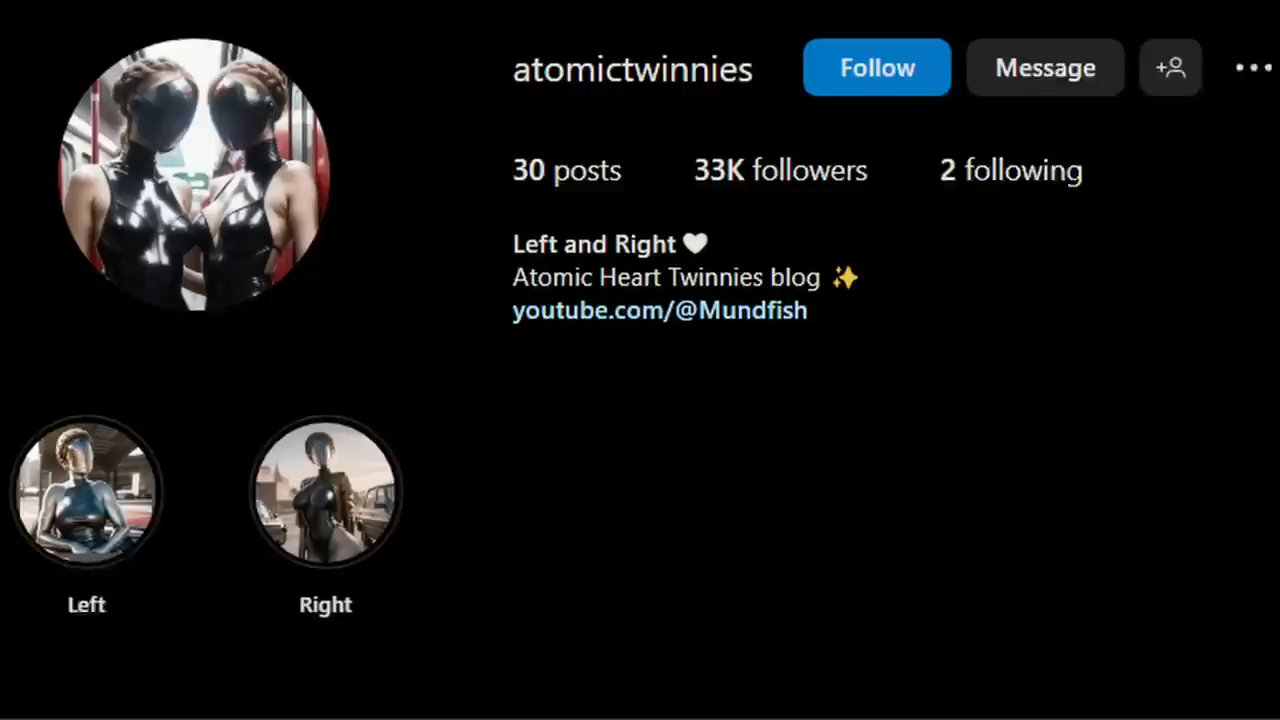 atomictwinnies Follow Message
30 posts 33K followers 2 following
Left and Right 🤍
Atomic Heart Twinnies blog ✨
youtube.com/@Mundfish
Left Right